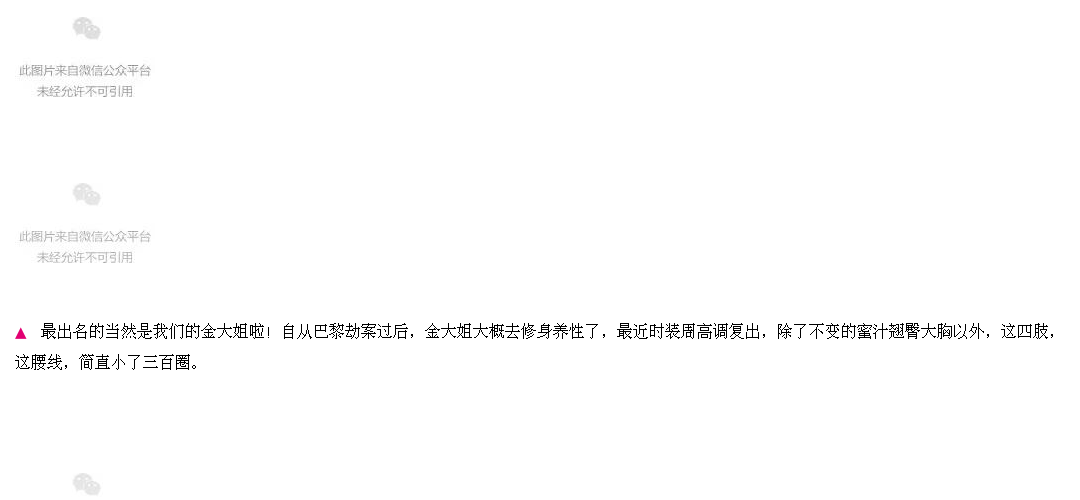 此图片来自微信公众平台
未经允许不可引用
此图片来自微信公众平台
未经允许不可引用
▲ 最出名的当然是我们的金大姐啦！自从巴黎劫案过后，金大姐大概去修身养性了，最近时装周高调复出，除了不变的蜜汁翘臀大胸以外，这四肢，
这腰线，简直小了三百圈。